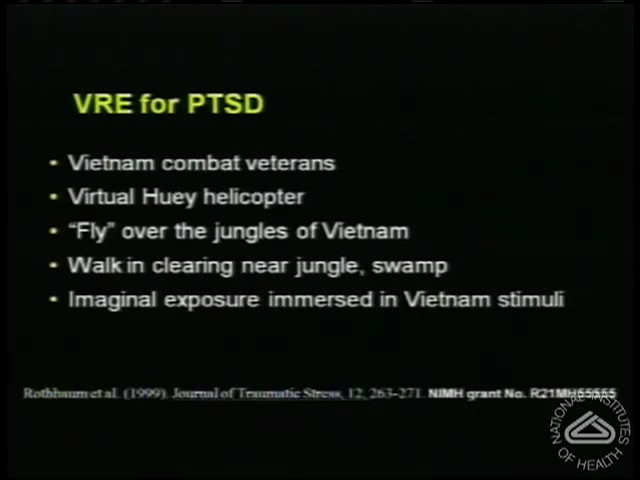 VRE for PTSD
• Vietnam combat veterans
• Virtual Huey helicopter
• “Fly” over the jungles of Vietnam
• Walk in clearing near jungle, swamp
• Imaginal exposure immersed in Vietnam stimuli
Rothbaum et al. (1999). Journal of Traumatic Stress, 12, 263-271. NIMH grant No. R21MH55555
NATIONAL INSTITUTES OF HEALTH